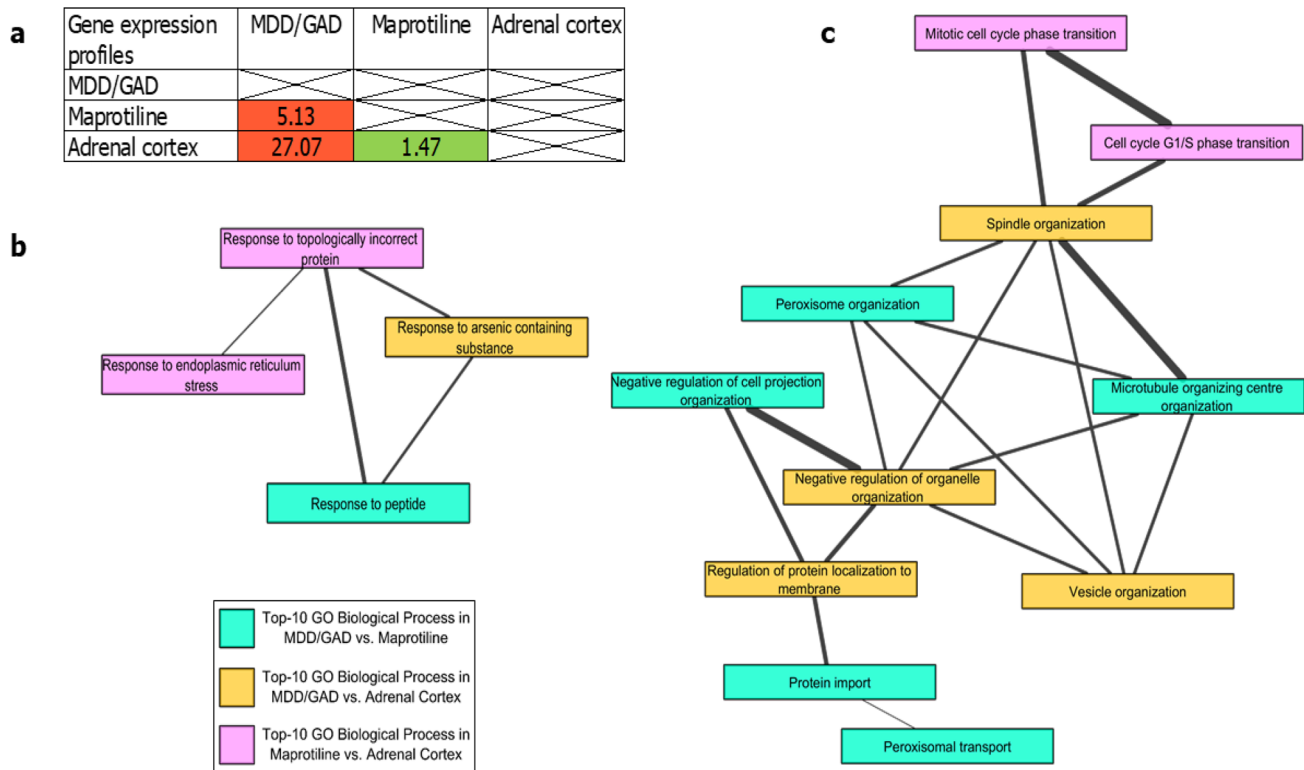 a
Gene expression profiles MDD/GAD Maprotiline Adrenal cortex
MDD/GAD
Maprotiline 5.13
Adrenal cortex 27.07 1.47
b
Response to topologically incorrect
protein
Response to arsenic containing
substance
Response to endoplasmic reticulum
stress
Response to peptide
Top-10 GO Biological Process in
MDD/GAD vs. Maprotiline
Top-10 GO Biological Process in
MDD/GAD vs. Adrenal Cortex
Top-10 GO Biological Process in
Maprotiline vs. Adrenal Cortex
c
Mitotic cell cycle phase transition
Cell cycle G1/S phase transition
Spindle organization
Peroxisome organization
Negative regulation of cell projection
organization
Microtubule organizing centre
organization
Negative regulation of organelle
organization
Regulation of protein localization to
membrane
Vesicle organization
Protein import
Peroxisomal transport